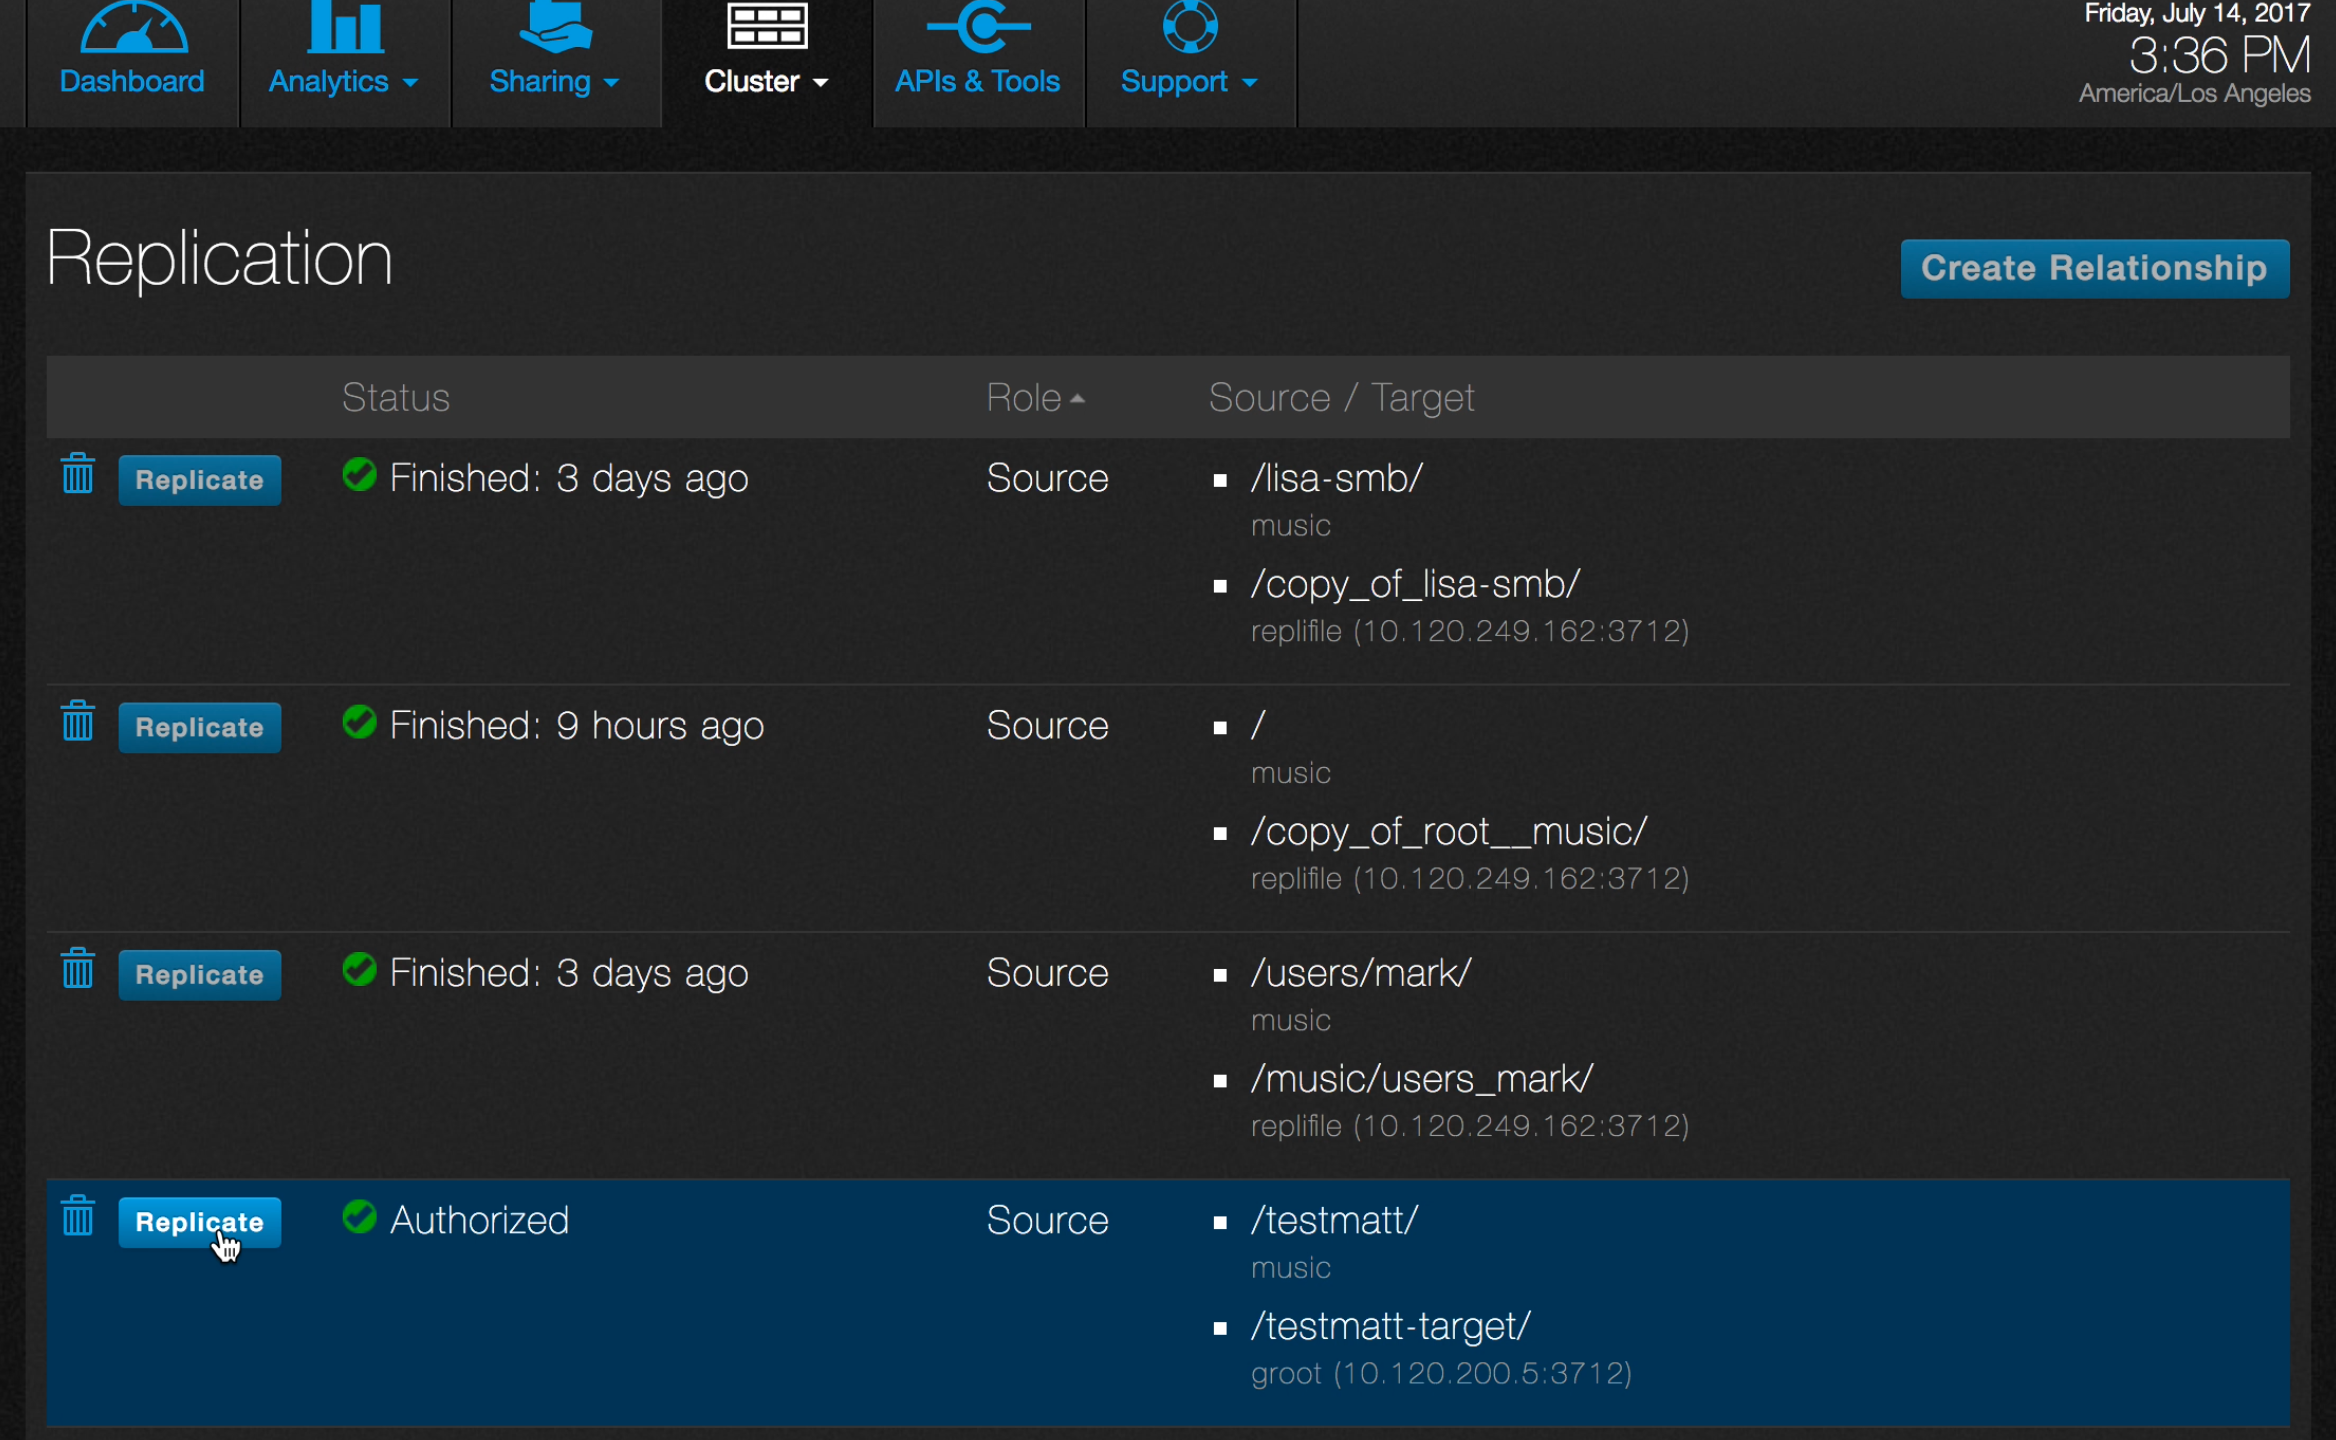 Dashboard
Analytics
Sharing
Cluster
APIs & Tools
Support
Friday, July 14, 2017
3:36 PM
America/Los Angeles
Replication
Create Relationship
Status
Role
Source / Target
Replicate
Finished: 3 days ago
Source
/lisa-smb/
music
/copy_of_lisa-smb/
replifile (10.120.249.162:3712)
Replicate
Finished: 9 hours ago
Source
/
music
/copy_of_root__music/
replifile (10.120.249.162:3712)
Replicate
Finished: 3 days ago
Source
/users/mark/
music
/music/users_mark/
replifile (10.120.249.162:3712)
Replicate
Authorized
Source
/testmatt/
music
/testmatt-target/
groot (10.120.200.5:3712)